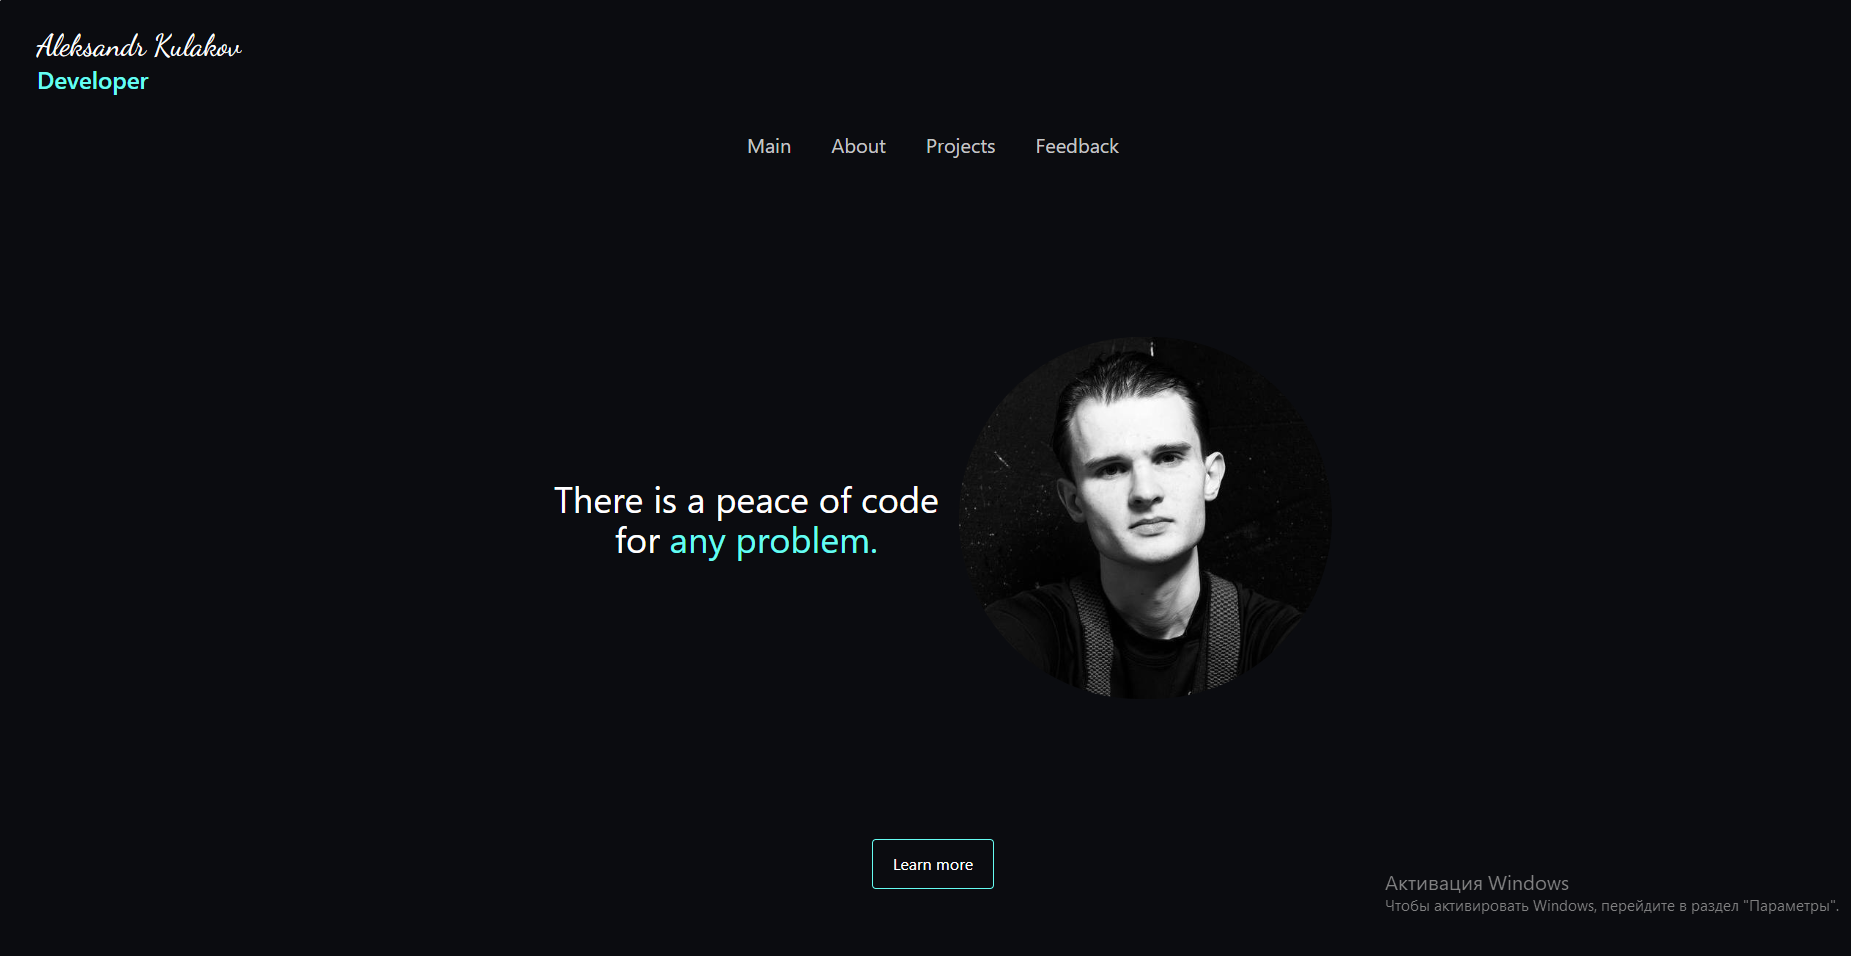 Aleksandr Kulakov
Developer
Main About Projects Feedback
There is a peace of code
for any problem.
Learn more
Активация Windows
Чтобы активировать Windows, перейдите в раздел "Параметры".